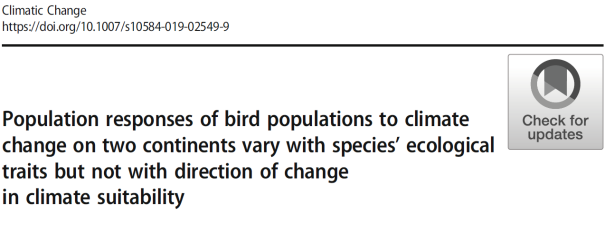 Climatic Change
https://doi.org/10.1007/s10584-019-02549-9
Check for
updates
Population responses of bird populations to climate
change on two continents vary with species' ecological
traits but not with direction of change
in climate suitability